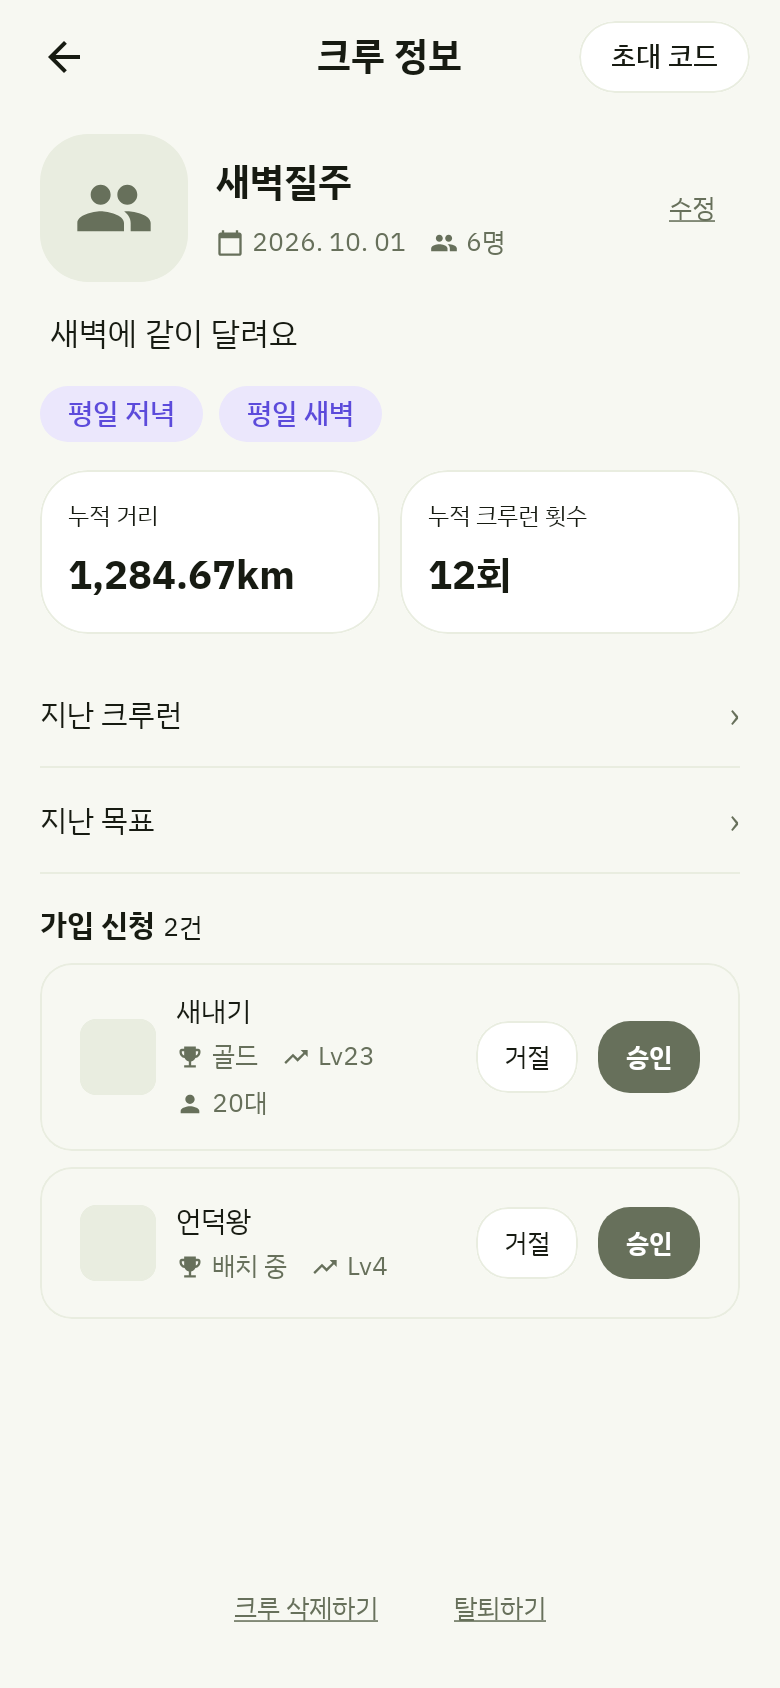 크루 정보
초대 코드
새벽질주
수정
2026. 10. 01 6명
새벽에 같이 달려요
평일 저녁 평일 새벽
누적 거리
1,284.67km
누적 크루런 횟수
12회
지난 크루런
지난 목표
가입 신청 2건
새내기
골드 Lv23
20대
거절 승인
언덕왕
배치 중 Lv4
거절 승인
크루 삭제하기 탈퇴하기